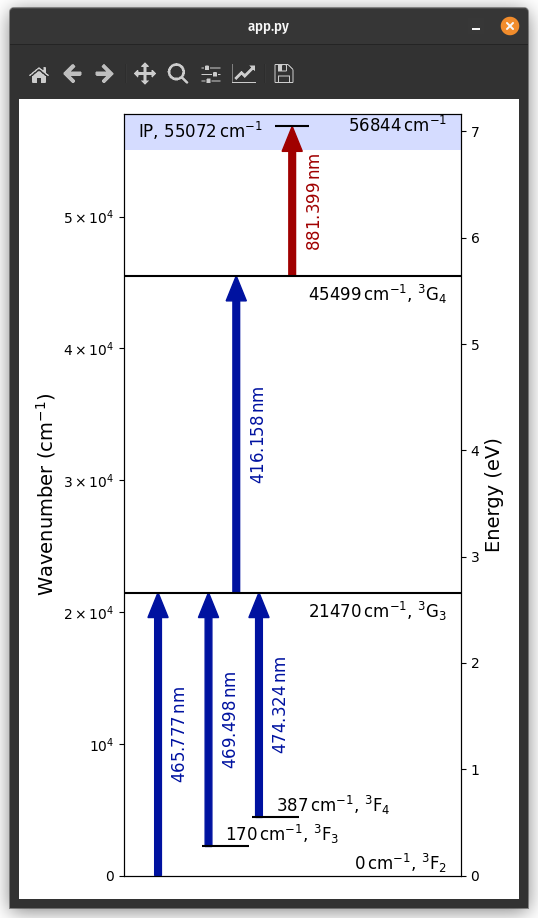 app.py
IP, 55072 cm⁻¹
56844 cm⁻¹
7
881.399 nm
5 × 10⁴
6
45499 cm⁻¹, ³G₄
5
4 × 10⁴
416.158 nm
4
Wavenumber (cm⁻¹)
Energy (eV)
3 × 10⁴
3
2 × 10⁴
21470 cm⁻¹, ³G₃
465.777 nm
469.498 nm
474.324 nm
2
10⁴
1
387 cm⁻¹, ³F₄
170 cm⁻¹, ³F₃
0 cm⁻¹, ³F₂
0
0